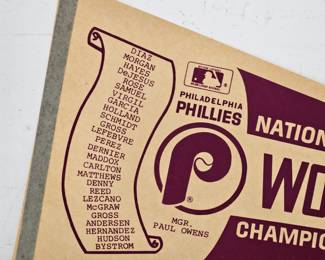 DIAZ
MORGAN
HAYES
DeJESUS
ROSE
SAMUEL
VIRGIL
GARCIA
HOLLAND
SCHMIDT
GROSS
LEFEBVRE
PEREZ
DERNIER
MADDOX
CARLTON
MATTHEWS
DENNY
REED
LEZCANO
McGRAW
GROSS
ANDERSEN
HERNANDEZ
HUDSON
BYSTROM
PHILADELPHIA
PHILLIES
P
®
MGR.
PAUL OWENS
NATION
WO
CHAMPIO